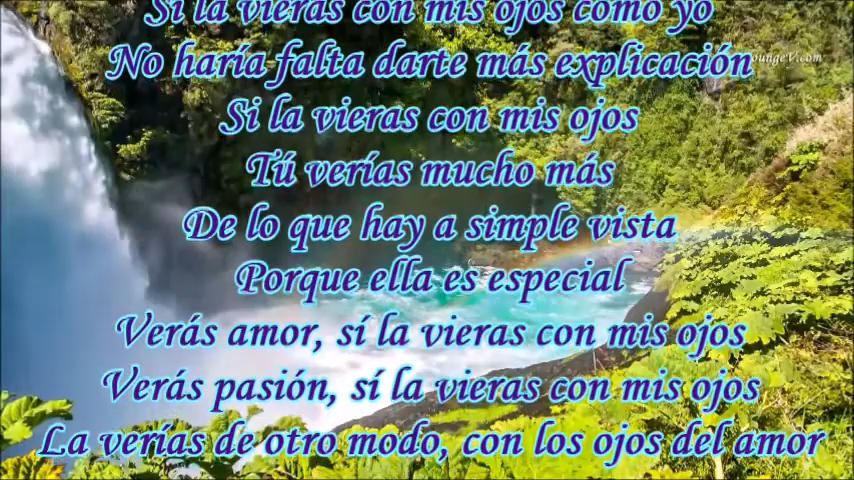 Si la vieras con mis ojos como yo
No haría falta darte más explicación
ungeV.com
Si la vieras con mis ojos
Tú verías mucho más
De lo que hay a simple vista
Porque ella es especial
Verás amor, sí la vieras con mis ojos
Verás pasión, sí la vieras con mis ojos
La verías de otro modo, con los ojos del amor